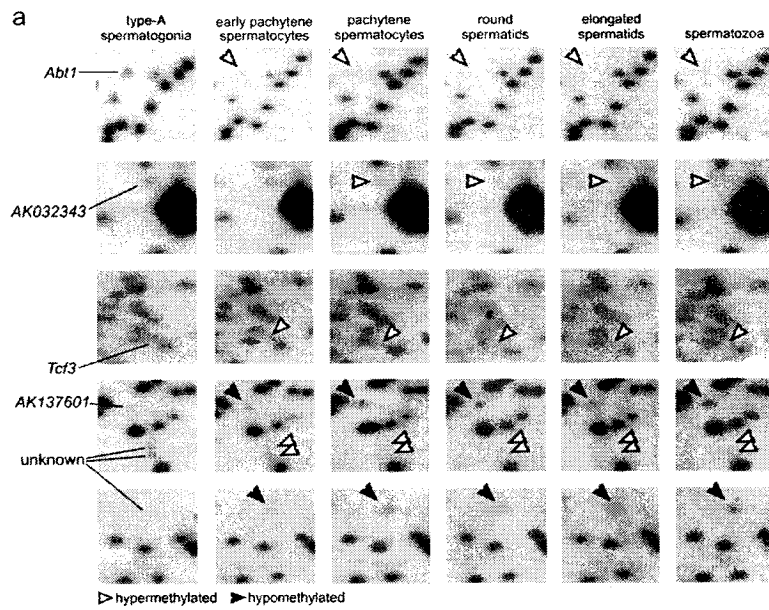 a
type-A
spermatogonia
early pachytene
spermatocytes
pachytene
spermatocytes
round
spermatids
elongated
spermatids
spermatozoa
Abt1
AK032343
Tcf3
AK137601
unknown
hypermethylated
hypomethylated